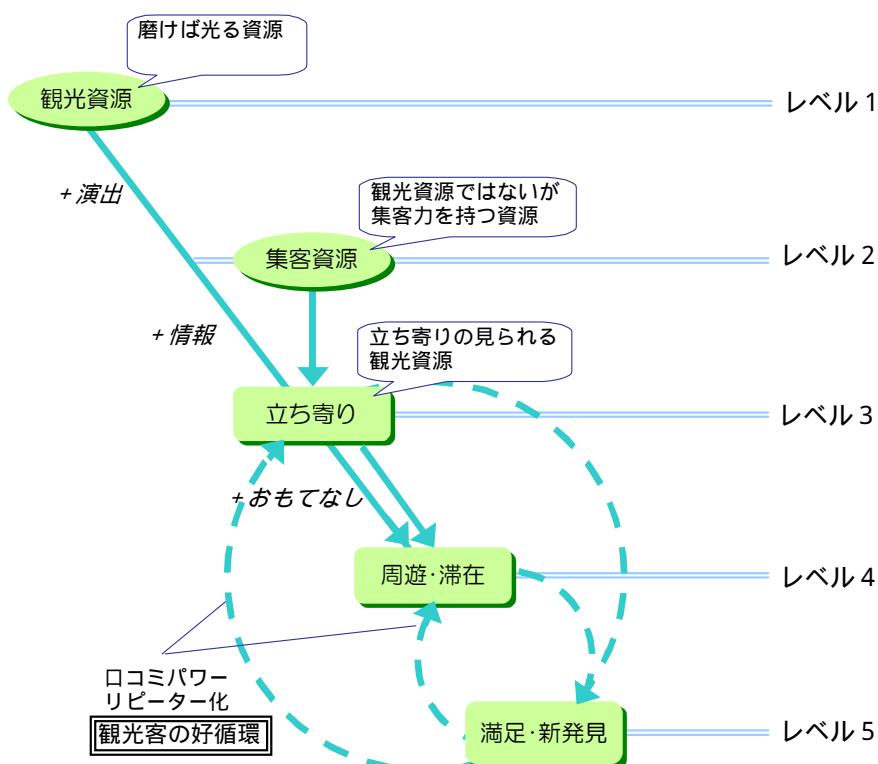 磨けば光る資源
観光資源
レベル 1
+ 演出
観光資源ではないが
集客力を持つ資源
集客資源
レベル 2
+ 情報
立ち寄りの見られる
観光資源
立ち寄り
レベル 3
+ おもてなし
周遊・滞在
レベル 4
口コミパワー
リピーター化
観光客の好循環
満足・新発見
レベル 5